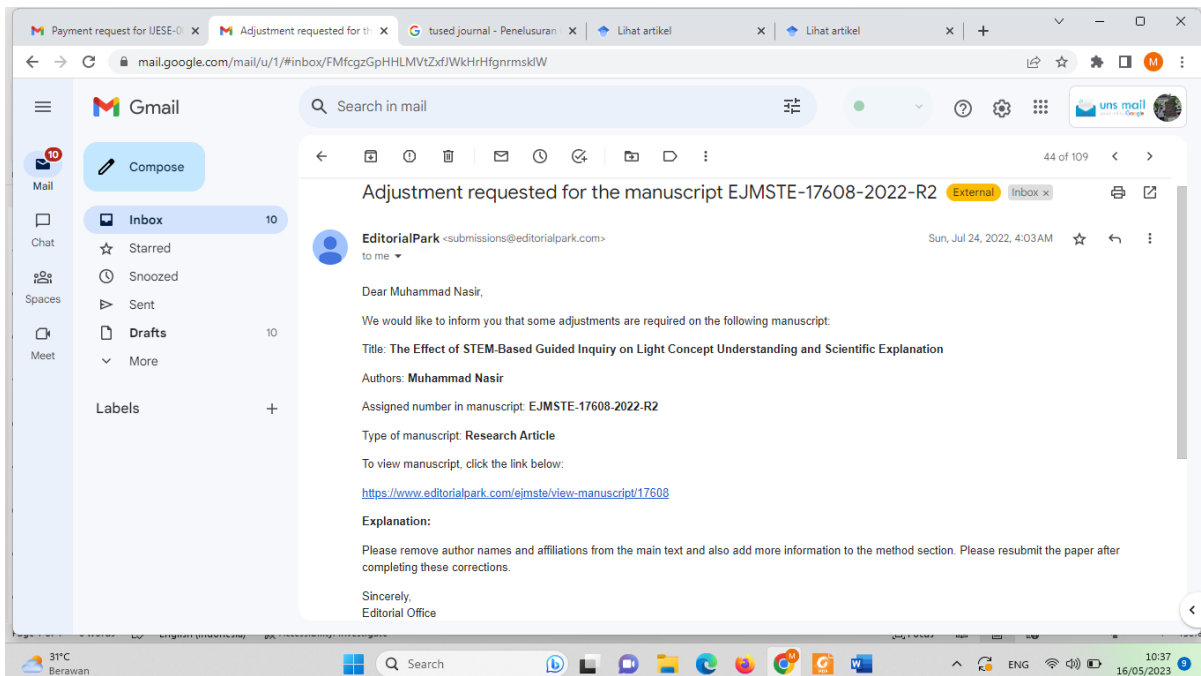 Payment request for IJESE-0
Adjustment requested for th
tused journal - Penelusuran
Lihat artikel
Lihat artikel
mail.google.com/mail/u/1/#inbox/FMfcgzGpHHLMVtZxfJWkHrHfgnrmsklW
M
Gmail
Search in mail
uns mail
10
Mail
Compose
44 of 109
Chat
Inbox 10
Starred
Spaces
Snoozed
Sent
Meet
Drafts 10
More
Labels
Adjustment requested for the manuscript EJMSTE-17608-2022-R2 External Inbox x
EditorialPark <submissions@editorialpark.com> Sun, Jul 24, 2022, 4:03 AM
to me
Dear Muhammad Nasir,
We would like to inform you that some adjustments are required on the following manuscript:
Title: The Effect of STEM-Based Guided Inquiry on Light Concept Understanding and Scientific Explanation
Authors: Muhammad Nasir
Assigned number in manuscript: EJMSTE-17608-2022-R2
Type of manuscript: Research Article
To view manuscript, click the link below:
https://www.editorialpark.com/ejmste/view-manuscript/17608
Explanation:
Please remove author names and affiliations from the main text and also add more information to the method section. Please resubmit the paper after
completing these corrections.
Sincerely,
Editorial Office
31°C
Berawan
Search
ENG
10:37
16/05/2023
9